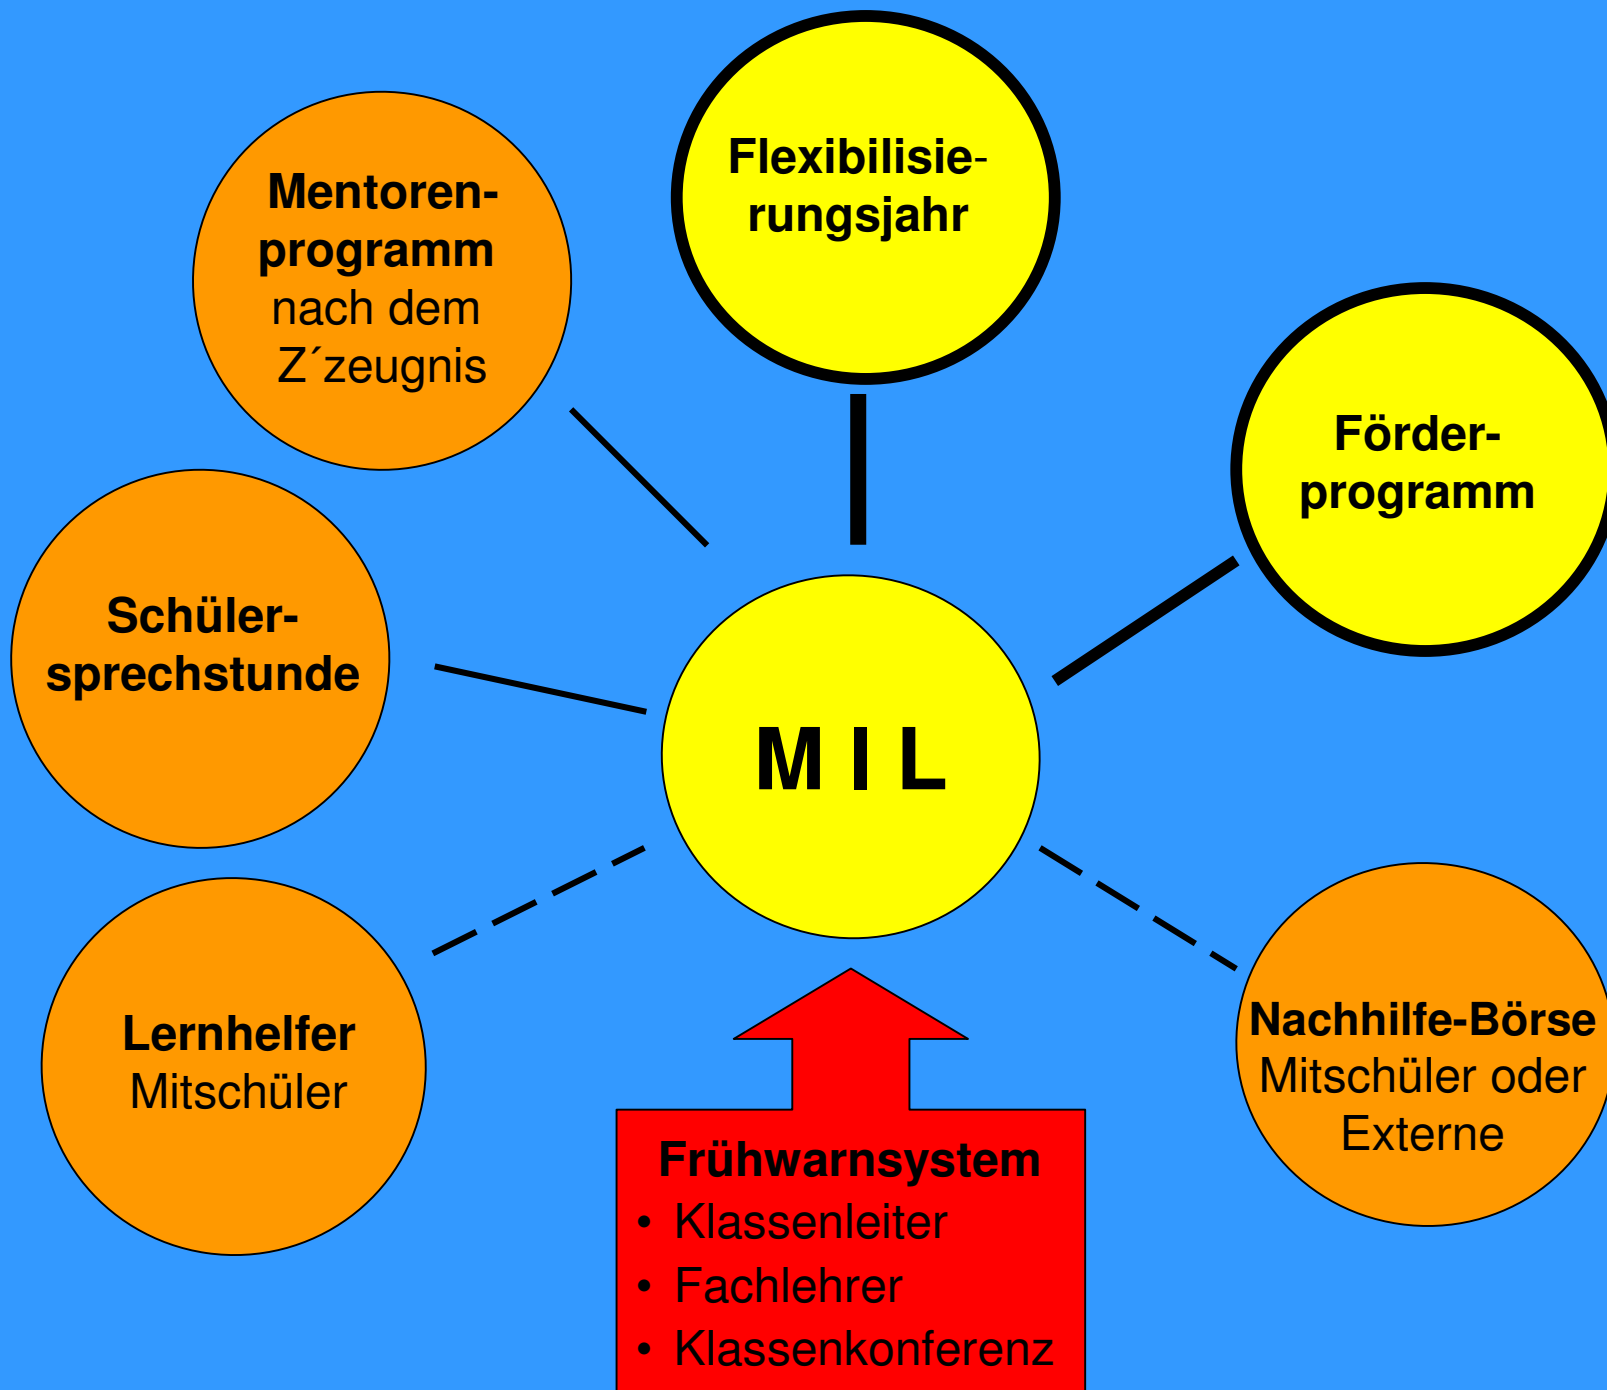 Flexibilisie-
rungsjahr
Mentoren-
programm
nach dem
Z´zeugnis
Förder-
programm
Schüler-
sprechstunde
M I L
Lernhelfer
Mitschüler
Nachhilfe-Börse
Mitschüler oder
Externe
Frühwarnsystem
• Klassenleiter
• Fachlehrer
• Klassenkonferenz